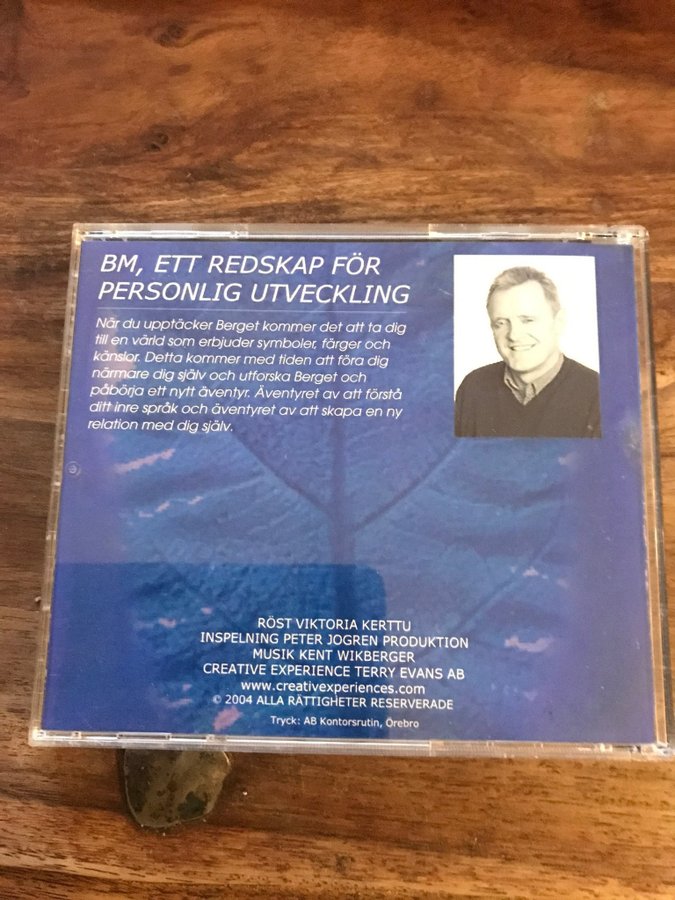 BM, ETT REDSKAP FÖR
PERSONLIG UTVECKLING
När du upptäcker Berget kommer det att ta dig
till en värld som erbjuder symboler, färger och
känslor. Detta kommer med tiden att föra dig
närmare dig själv och utforska Berget och
påbörja ett nytt äventyr. Äventyret av att förstå
ditt inre språk och äventyret av att skapa en ny
relation med dig själv.
RÖST VIKTORIA KERTTU
INSPELNING PETER JOGREN PRODUKTION
MUSIK KENT WIKBERGER
CREATIVE EXPERIENCE TERRY EVANS AB
www.creativexperiences.com
© 2004 ALLA RÄTTIGHETER RESERVERADE
Tryck: AB Kontorsrutin, Örebro